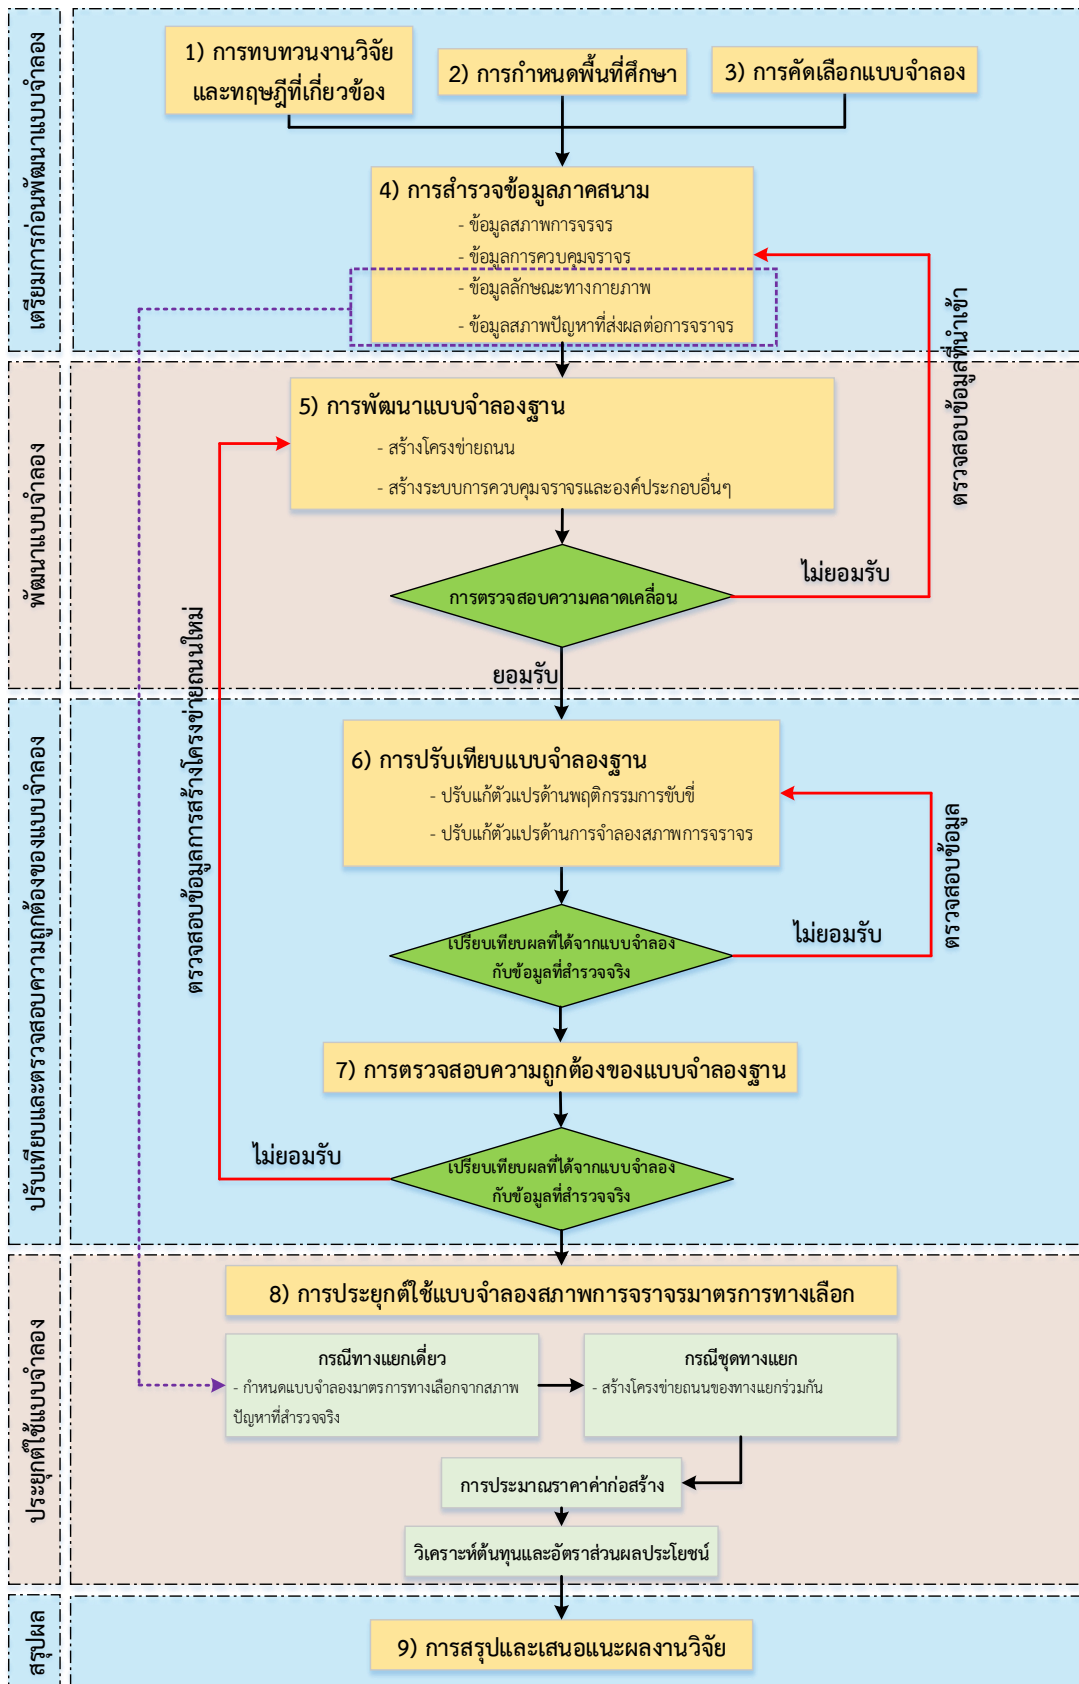 เตรียมการก่อนพัฒนาแบบจำลอง
1) การทบทวนงานวิจัย
และทฤษฎีที่เกี่ยวข้อง
2) การกำหนดพื้นที่ศึกษา
3) การคัดเลือกแบบจำลอง
4) การสำรวจข้อมูลภาคสนาม
- ข้อมูลสภาพการจรจร
- ข้อมูลการควบคุมจราจร
- ข้อมูลลักษณะทางกายภาพ
- ข้อมูลสภาพปัญหาที่ส่งผลต่อการจราจร
ตรวจสอบข้อมูลที่นำเข้า
พัฒนาแบบจำลอง
5) การพัฒนาแบบจำลองฐาน
- สร้างโครงข่ายถนน
- สร้างระบบการควบคุมจราจรและองค์ประกอบอื่นๆ
การตรวจสอบความคลาดเคลื่อน
ไม่ยอมรับ
ยอมรับ
ตรวจสอบข้อมูลการสร้างโครงข่ายถนนใหม่
ปรับเทียบและตรวจสอบความถูกต้องของแบบจำลอง
6) การปรับเทียบแบบจำลองฐาน
- ปรับแก้ตัวแปรด้านพฤติกรรมการขับขี่
- ปรับแก้ตัวแปรด้านการจำลองสภาพการจราจร
ตรวจสอบข้อมูล
เปรียบเทียบผลที่ได้จากแบบจำลอง
กับข้อมูลที่สำรวจจริง
ไม่ยอมรับ
7) การตรวจสอบความถูกต้องของแบบจำลองฐาน
ไม่ยอมรับ
เปรียบเทียบผลที่ได้จากแบบจำลอง
กับข้อมูลที่สำรวจจริง
ประยุกต์ใช้แบบจำลอง
8) การประยุกต์ใช้แบบจำลองสภาพการจราจรมาตรการทางเลือก
กรณีทางแยกเดี่ยว
- กำหนดแบบจำลองมาตรการทางเลือกจากสภาพ
ปัญหาที่สำรวจจริง
กรณีชุดทางแยก
- สร้างโครงข่ายถนนของทางแยกร่วมกัน
การประมาณราคาค่าก่อสร้าง
วิเคราะห์ต้นทุนและอัตราส่วนผลประโยชน์
สรุปผล
9) การสรุปและเสนอแนะผลงานวิจัย